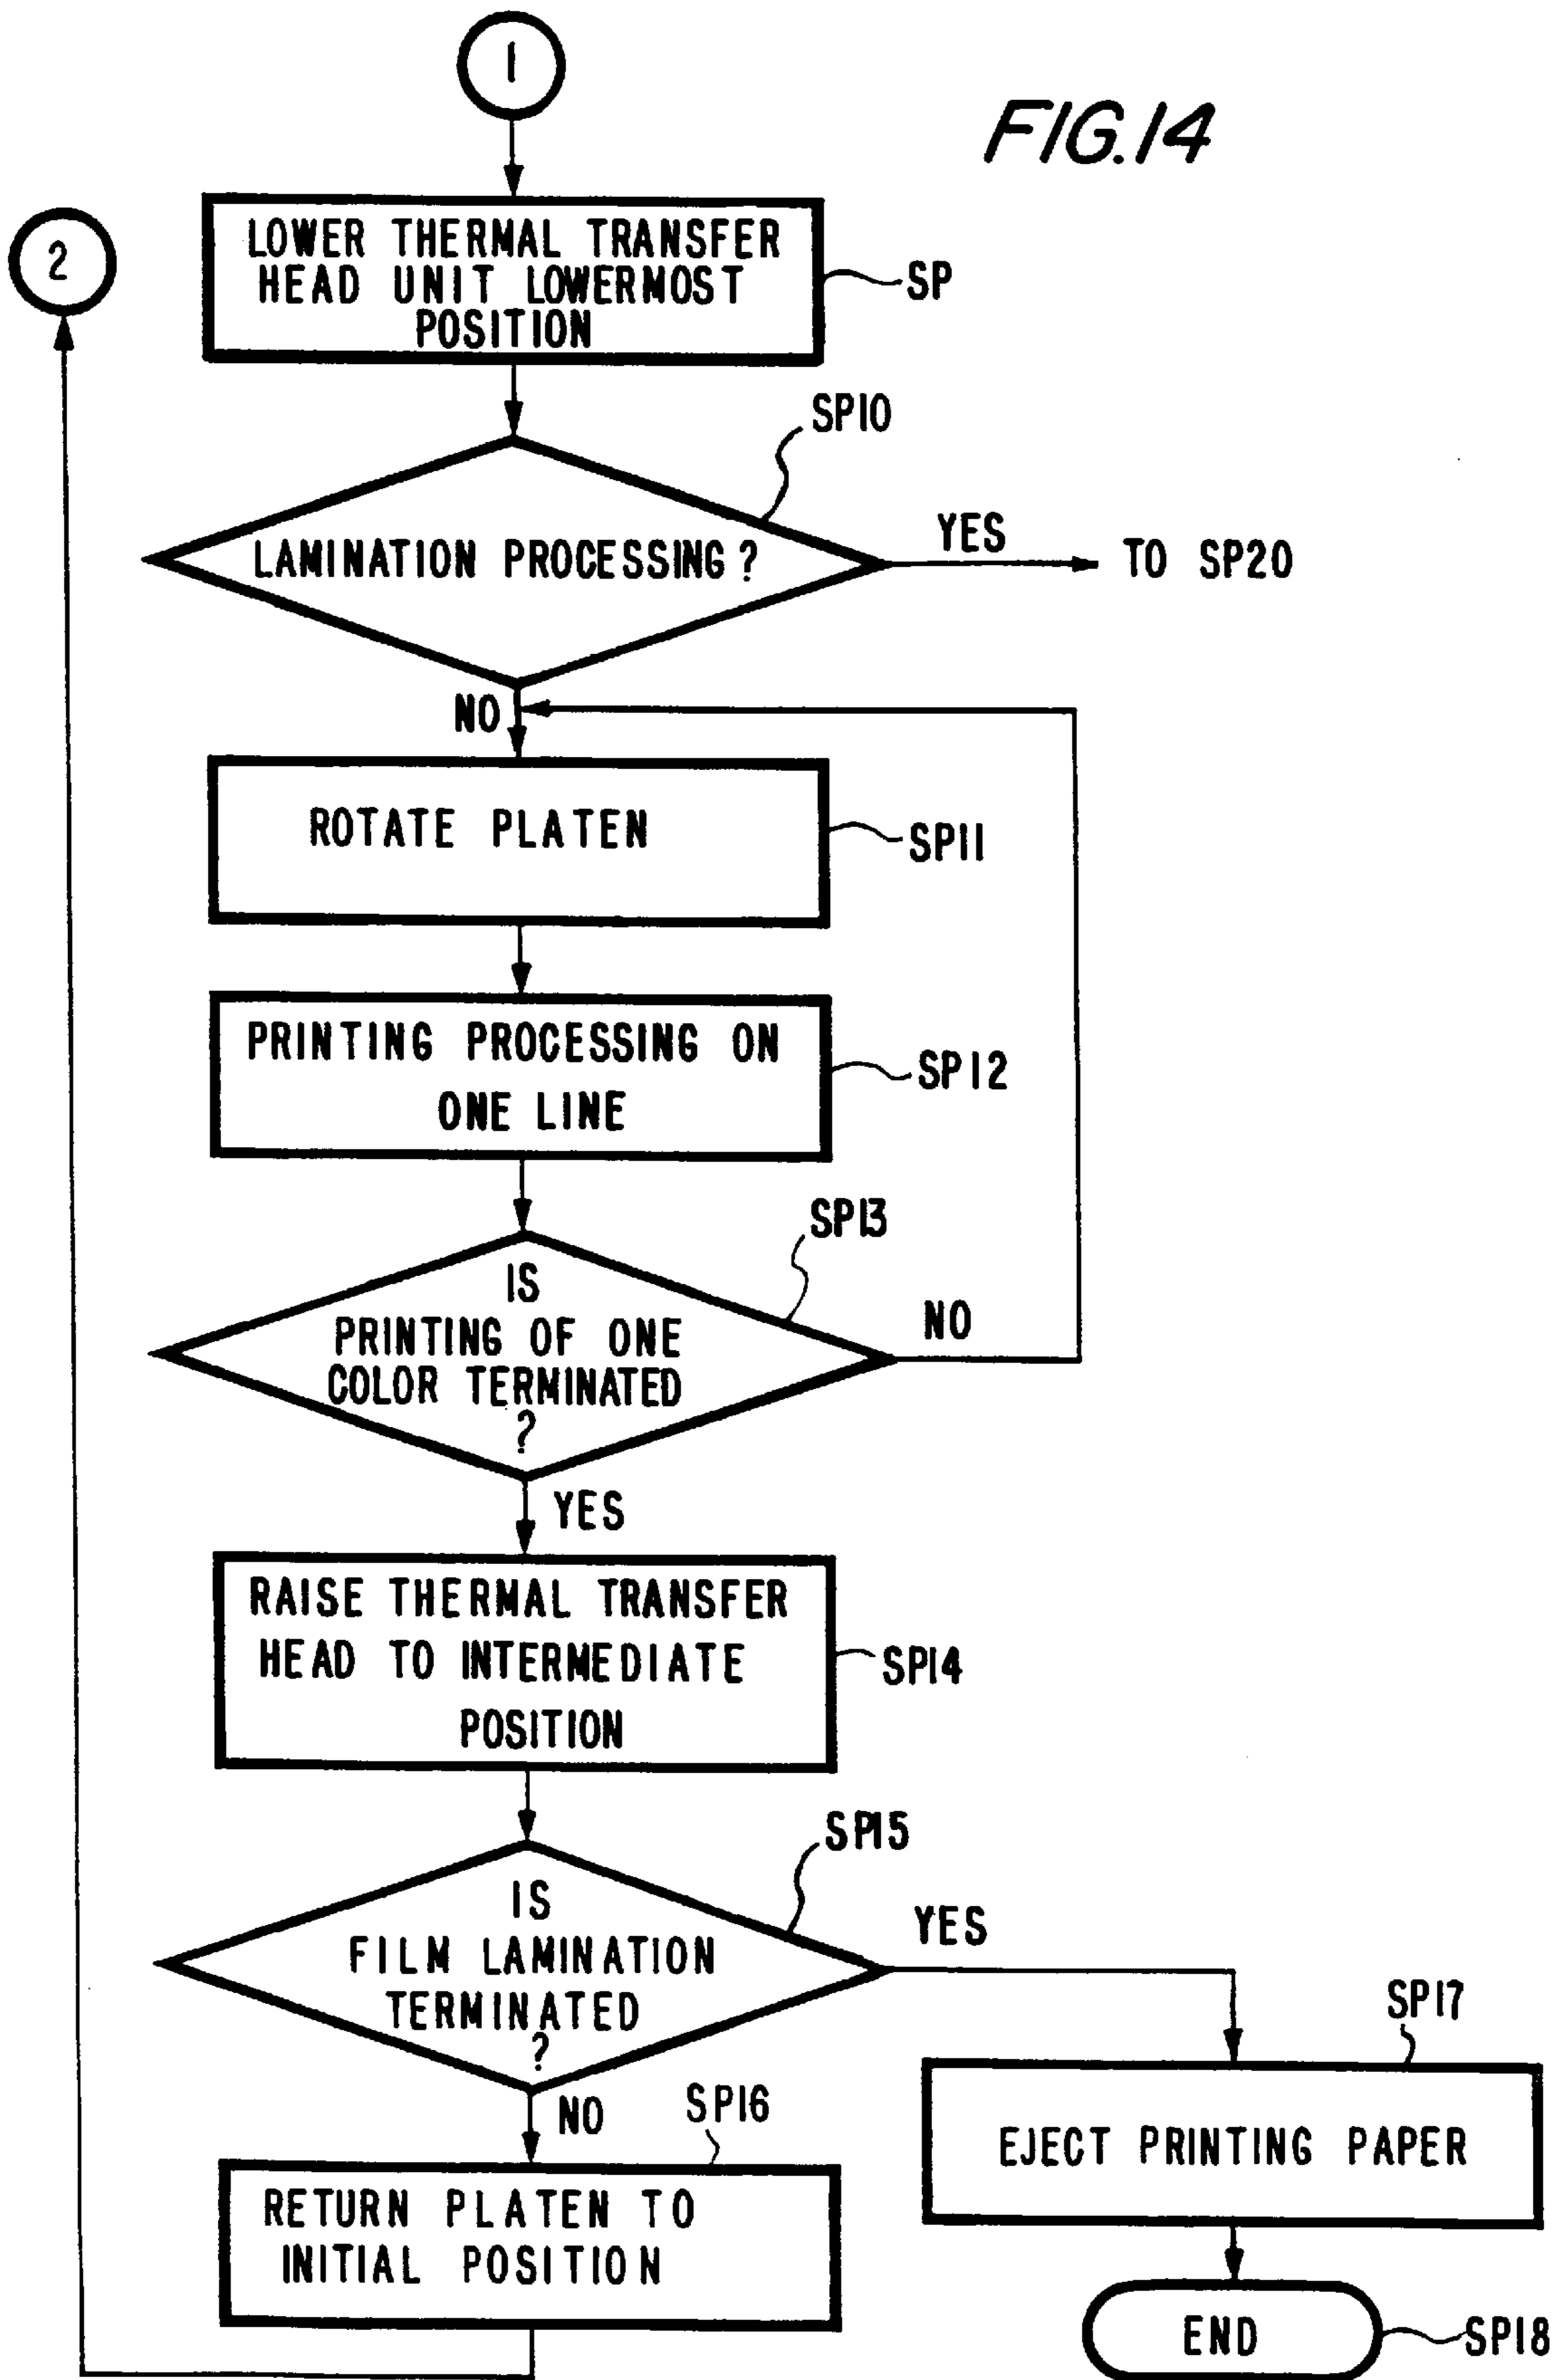 1
FIG.14
2
LOWER THERMAL TRANSFER
HEAD UNIT LOWERMOST
POSITION
SP
SP10
LAMINATION PROCESSING?
YES
TO SP20
NO
ROTATE PLATEN
SP11
PRINTING PROCESSING ON
ONE LINE
SP12
SP13
IS
PRINTING OF ONE
COLOR TERMINATED
?
NO
YES
RAISE THERMAL TRANSFER
HEAD TO INTERMEDIATE
POSITION
SP14
SP15
IS
FILM LAMINATION
TERMINATED
?
YES
NO
SP16
RETURN PLATEN TO
INITIAL POSITION
SP17
EJECT PRINTING PAPER
END
SP18